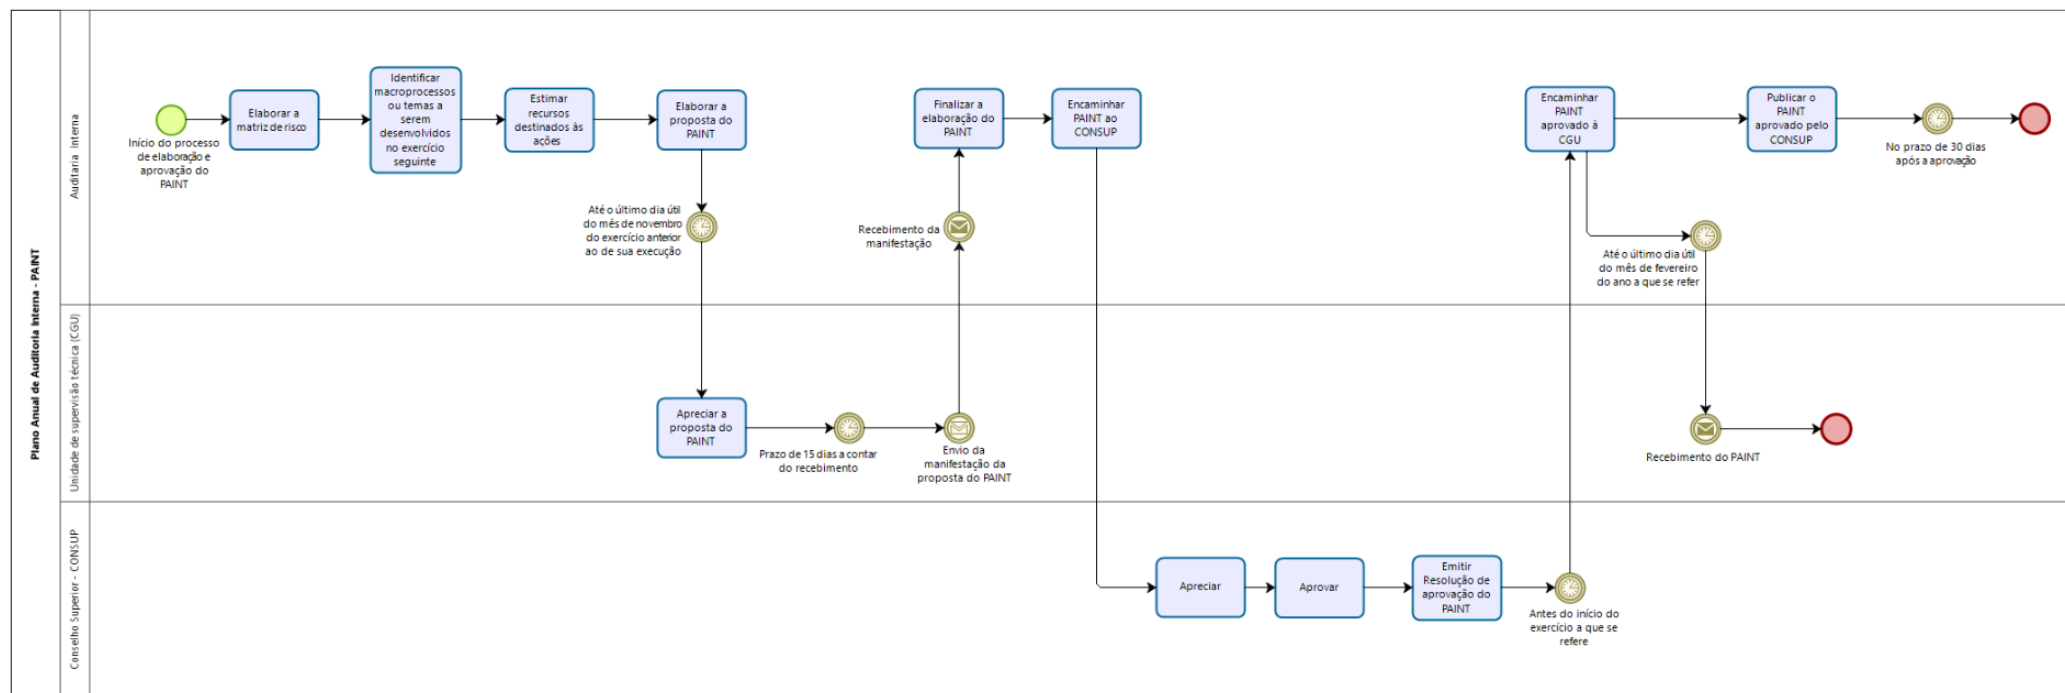 Plano Anual de Auditoria Interna - PAINT
Auditaria Interna
Início do processo
de elaboração e
aprovação do
PAINT
Elaborar a
matriz de risco
Identificar
macroprocessos
ou temas a
serem
desenvolvidos
no exercício
seguinte
Estimar
recursos
destinados às
ações
Elaborar a
proposta do
PAINT
Até o último dia útil
do mês de novembro
do exercício anterior
ao de sua execução
Finalizar a
elaboração do
PAINT
Encaminhar
PAINT ao
CONSUP
Recebimento da
manifestação
Encaminhar
PAINT
aprovado à
CGU
Publicar o
PAINT
aprovado pelo
CONSUP
No prazo de 30 dias
após a aprovação
Até o último dia útil
do mês de fevereiro
do ano a que se refer
Unidade de supervisão técnica (CGU)
Apreciar a
proposta do
PAINT
Prazo de 15 dias a contar
do recebimento
Envio da
manifestação da
proposta do PAINT
Recebimento do PAINT
Conselho Superior - CONSUP
Apreciar
Aprovar
Emitir
Resolução de
aprovação do
PAINT
Antes do início do
exercício a que se
refere